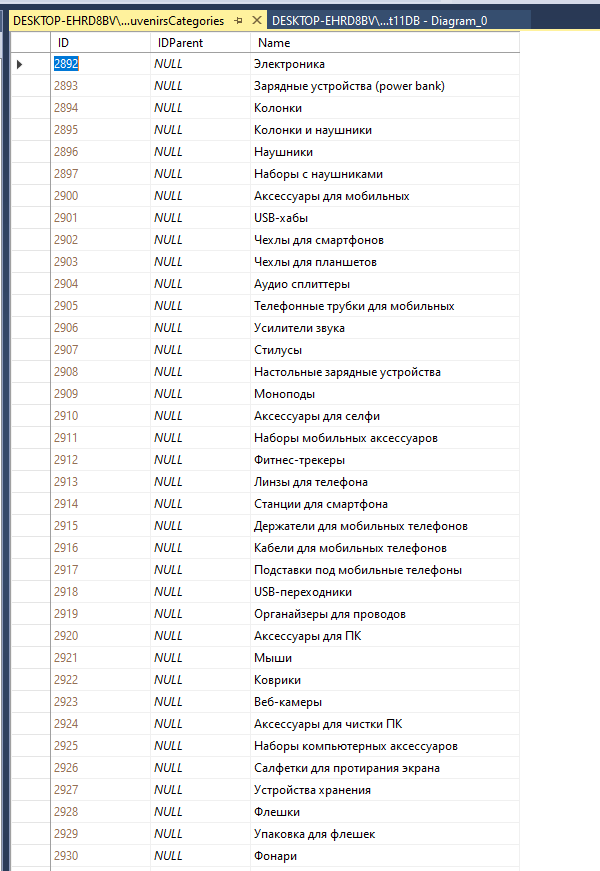 DESKTOP-EHRD8BV\...uvenirsCategories DESKTOP-EHRD8BV\...t11DB - Diagram_0
ID IDParent Name
2892 NULL Электроника
2893 NULL Зарядные устройства (power bank)
2894 NULL Колонки
2895 NULL Колонки и наушники
2896 NULL Наушники
2897 NULL Наборы с наушниками
2900 NULL Аксессуары для мобильных
2901 NULL USB-хабы
2902 NULL Чехлы для смартфонов
2903 NULL Чехлы для планшетов
2904 NULL Аудио сплиттеры
2905 NULL Телефонные трубки для мобильных
2906 NULL Усилители звука
2907 NULL Стилусы
2908 NULL Настольные зарядные устройства
2909 NULL Моноподы
2910 NULL Аксессуары для селфи
2911 NULL Наборы мобильных аксессуаров
2912 NULL Фитнес-трекеры
2913 NULL Линзы для телефона
2914 NULL Станции для смартфона
2915 NULL Держатели для мобильных телефонов
2916 NULL Кабели для мобильных телефонов
2917 NULL Подставки под мобильные телефоны
2918 NULL USB-переходники
2919 NULL Органайзеры для проводов
2920 NULL Аксессуары для ПК
2921 NULL Мыши
2922 NULL Коврики
2923 NULL Веб-камеры
2924 NULL Аксессуары для чистки ПК
2925 NULL Наборы компьютерных аксессуаров
2926 NULL Салфетки для протирания экрана
2927 NULL Устройства хранения
2928 NULL Флешки
2929 NULL Упаковка для флешек
2930 NULL Фонари